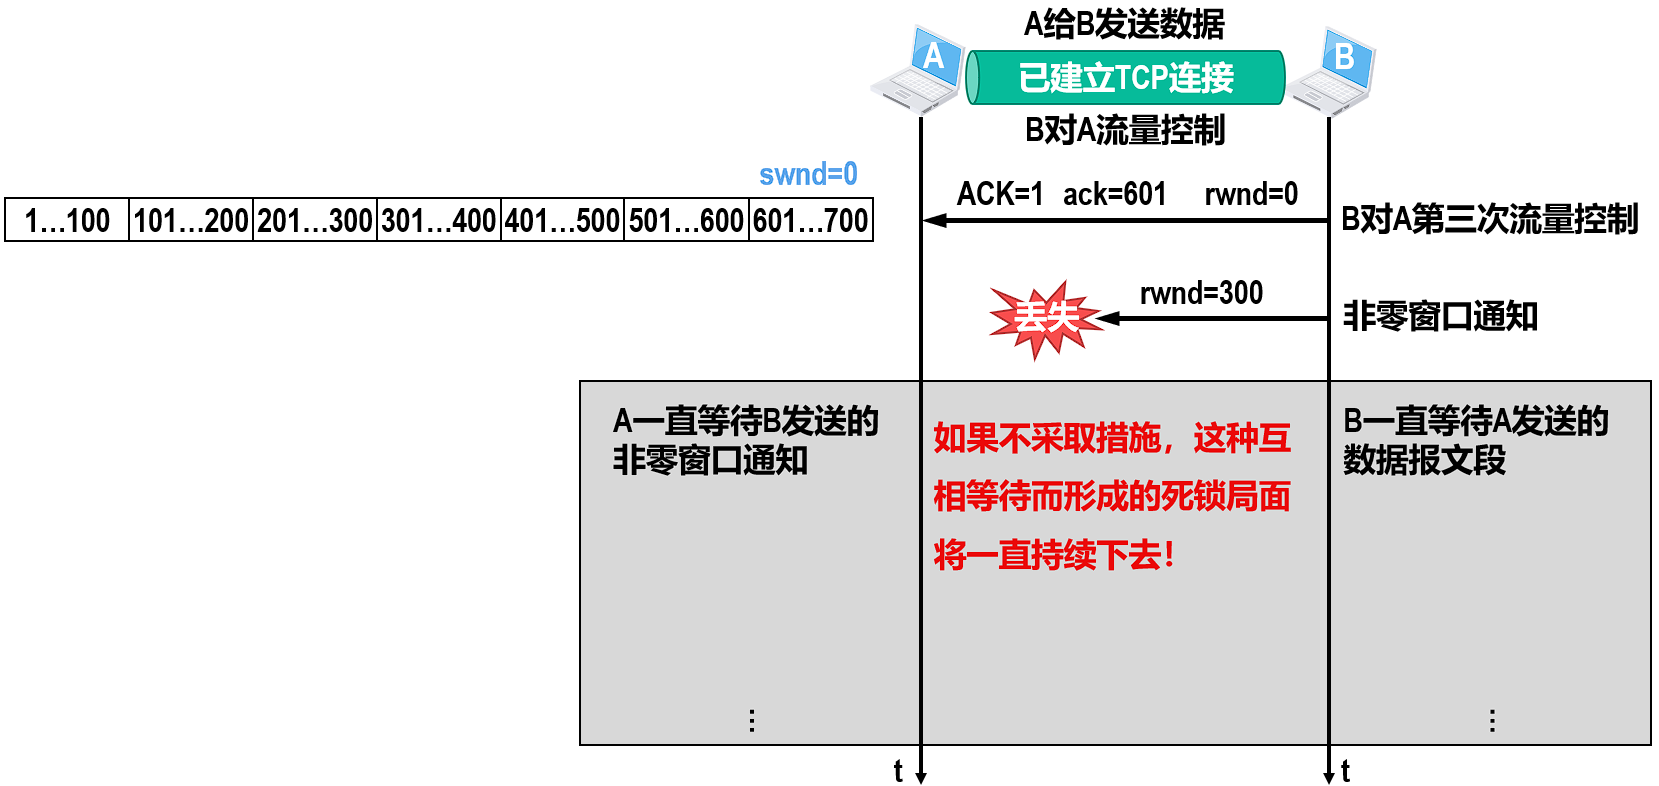 A给B发送数据
A
已建立TCP连接
B
B对A流量控制
swnd=0
1…100 101…200 201…300 301…400 401…500 501…600 601…700
ACK=1 ack=601 rwnd=0
B对A第三次流量控制
丢失
rwnd=300
非零窗口通知
A一直等待B发送的
非零窗口通知
如果不采取措施，这种互
相等待而形成的死锁局面
将一直持续下去！
B一直等待A发送的
数据报文段
⋮
⋮
t
t